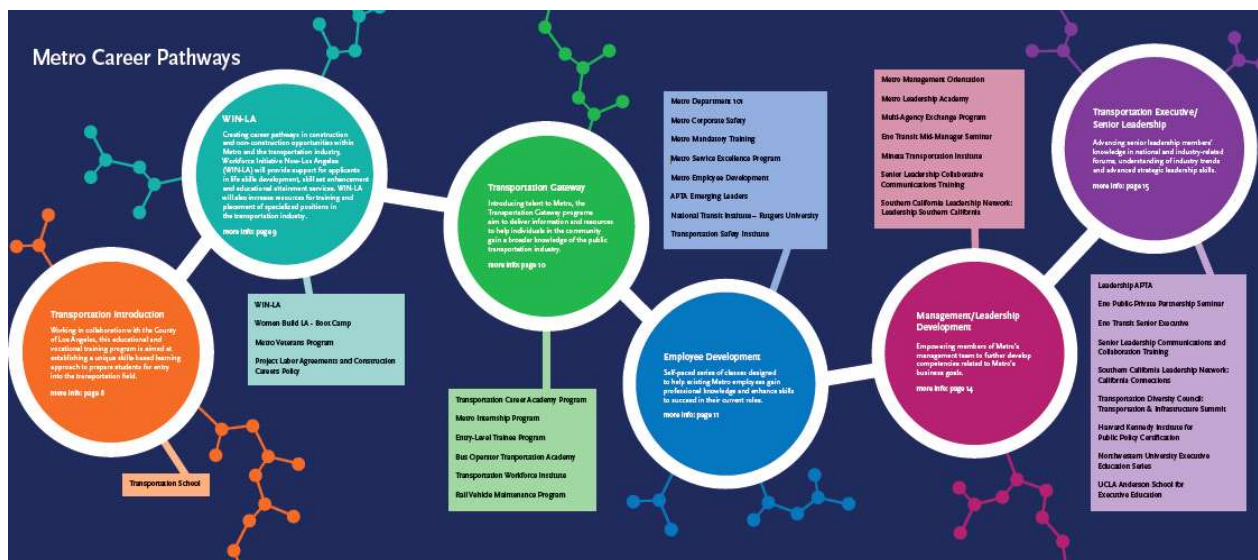 Metro Career Pathways
Transportation Introduction
Working in collaboration with the County
of Los Angeles, this educational and
vocational training program is aimed at
establishing a unique skills based learning
approach to prepare students for entry
into the transportation field.
more info: page 8
Transportation School
WIN-LA
Creating career pathways in construction
and non-construction opportunities within
Metro and the transportation industry,
Workforce Initiative Now-Los Angeles
(WIN-LA) will provide support for applicants
in life skills development, skill set enhancement
and educational attainment services. WIN-LA
will also increase resources for training and
placement of specialized positions in
the transportation industry.
more info: page 9
WIN-LA
Women Build LA - Boot Camp
Metro Veterans Program
Project Labor Agreements and Construction
Careers Policy
Transportation Gateway
Introducing talent to Metro, the
Transportation Gateway programs
aim to deliver information and resources
to help individuals in the community
gain a broader knowledge of the public
transportation industry.
more info: page 10
Transportation Career Academy Program
Metro Internship Program
Entry-Level Trainee Program
Bus Operator Tranportation Academy
Transportation Workforce Institute
Rail Vehicle Maintenance Program
Metro Department 101
Metro Corporate Safety
Metro Mandatory Training
Metro Service Excellence Program
Metro Employee Development
APTA Emerging Leaders
National Transit Institute – Rutgers University
Transportation Safety Institute
Employee Development
Self-paced series of classes designed
to help existing Metro employees gain
professional knowledge and enhance skills
to succeed in their current roles.
more info: page 11
Metro Management Orientation
Metro Leadership Academy
Multi-Agency Exchange Program
Eno Transit Mid-Manager Seminar
Mineta Transportation Institute
Senior Leadership Collaborative
Communications Training
Southern California Leadership Network:
Leadership Southern California
Management/Leadership
Development
Empowering members of Metro's
management team to further develop
competencies related to Metro's
business goals.
more info: page 14
Transportation Executive/
Senior Leadership
Advancing senior leadership members'
knowledge in national and industry-related
forums, understanding of industry trends
and advanced strategic leadership skills.
more info: page 15
Leadership APTA
Eno Public-Private Partnership Seminar
Eno Transit Senior Executive
Senior Leadership Communications and
Collaboration Training
Southern California Leadership Network:
California Connections
Transportation Diversity Council:
Transportation & Infrastructure Summit
Harvard Kennedy Institute for
Public Policy Certification
Northwestern University Executive
Education Series
UCLA Anderson School for
Executive Education